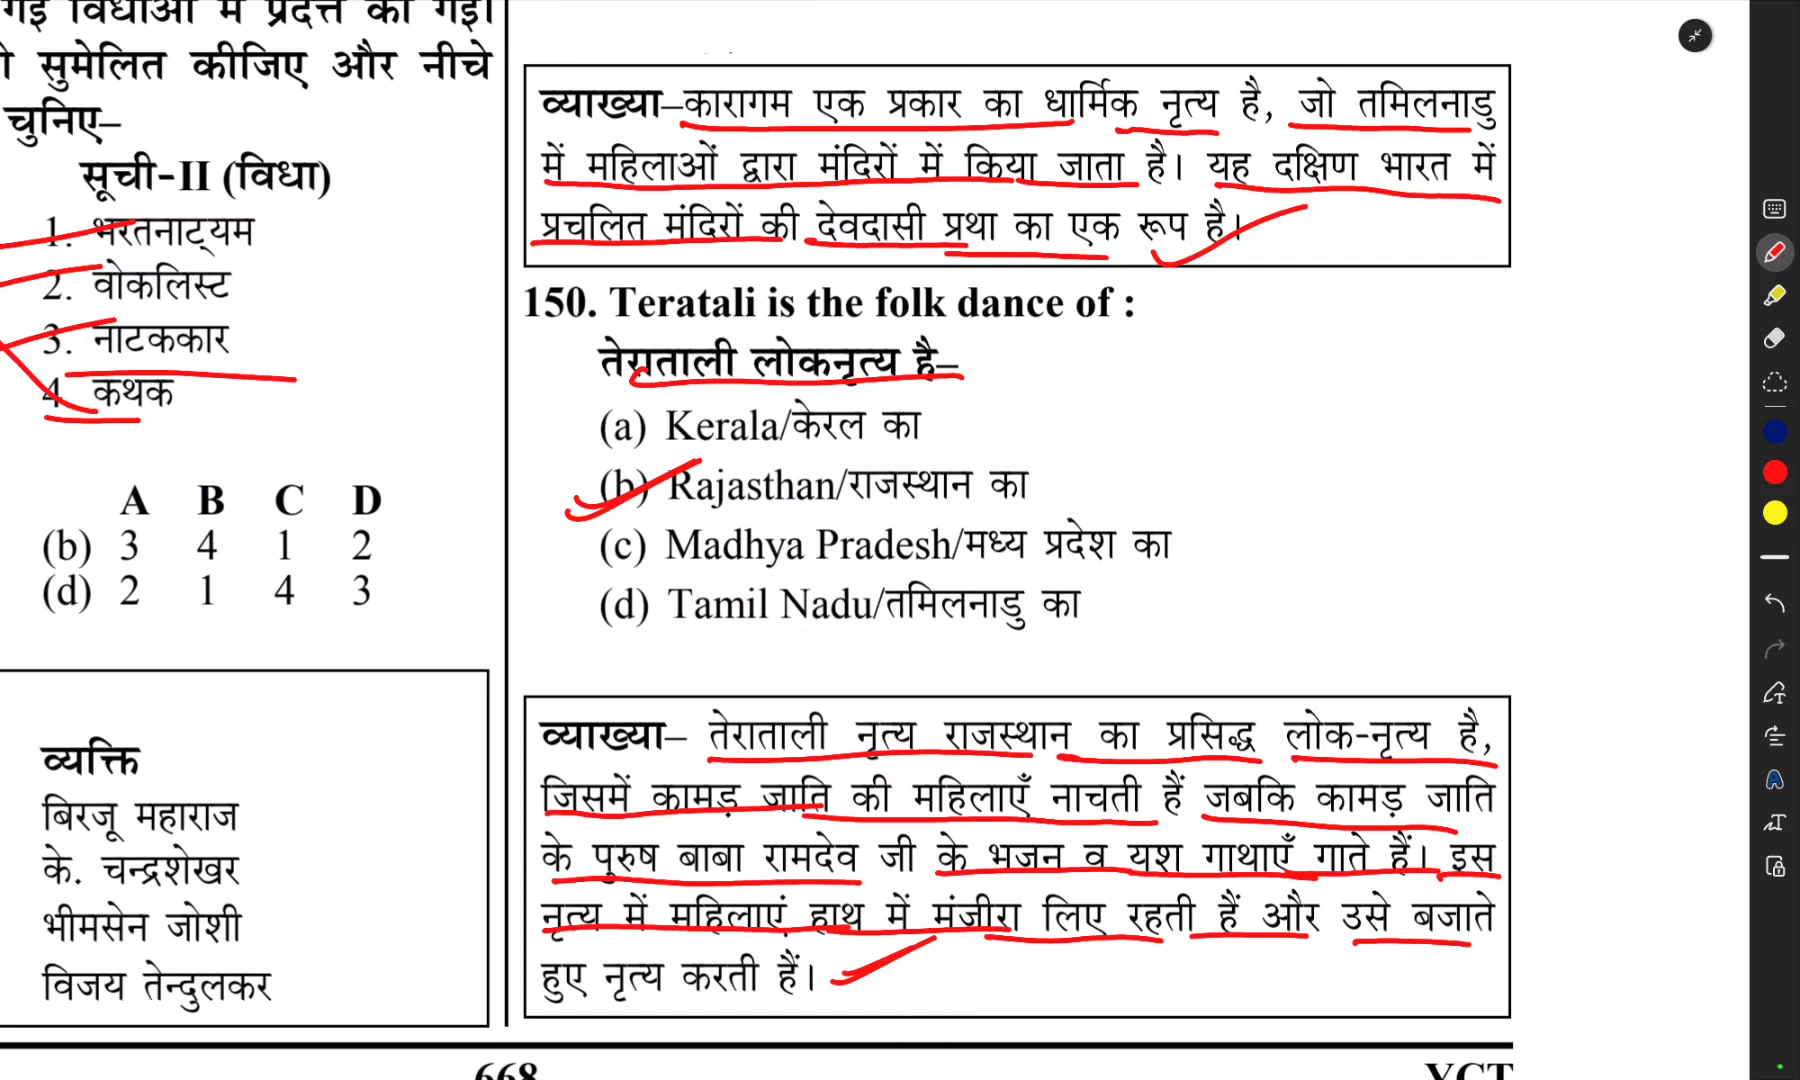 गई विधाओं में प्रदत्त की गई।
सुमेलित कीजिए और नीचे
चुनिए–
सूची-II (विधा)
1. भरतनाट्यम
2. वोकलिस्ट
3. नाटककार
4. कथक
A B C D
(b) 3 4 1 2
(d) 2 1 4 3
व्यक्ति
बिरजू महाराज
के. चन्द्रशेखर
भीमसेन जोशी
विजय तेन्दुलकर
व्याख्या–कारागम एक प्रकार का धार्मिक नृत्य है, जो तमिलनाडु
में महिलाओं द्वारा मंदिरों में किया जाता है। यह दक्षिण भारत में
प्रचलित मंदिरों की देवदासी प्रथा का एक रूप है।
150. Teratali is the folk dance of :
तेराताली लोकनृत्य है–
(a) Kerala/केरल का
(b) Rajasthan/राजस्थान का
(c) Madhya Pradesh/मध्य प्रदेश का
(d) Tamil Nadu/तमिलनाडु का
व्याख्या– तेराताली नृत्य राजस्थान का प्रसिद्ध लोक-नृत्य है,
जिसमें कामड़ जाति की महिलाएँ नाचती हैं जबकि कामड़ जाति
के पुरुष बाबा रामदेव जी के भजन व यश गाथाएँ गाते हैं। इस
नृत्य में महिलाएं हाथ में मंजीरा लिए रहती हैं और उसे बजाते
हुए नृत्य करती हैं।
668
YCT